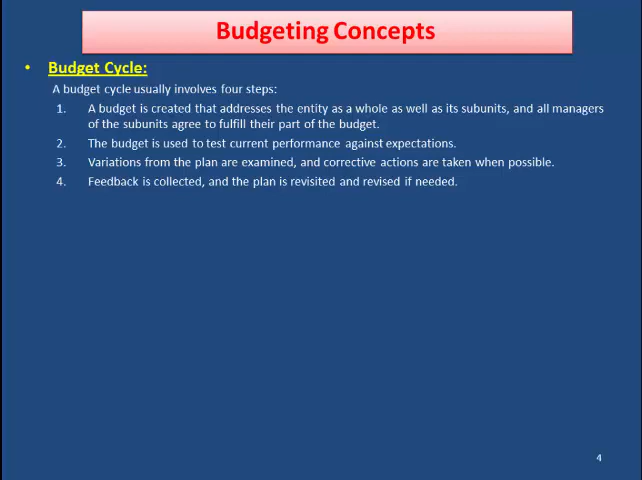 Budgeting Concepts
• Budget Cycle:
A budget cycle usually involves four steps:
1. A budget is created that addresses the entity as a whole as well as its subunits, and all managers
of the subunits agree to fulfill their part of the budget.
2. The budget is used to test current performance against expectations.
3. Variations from the plan are examined, and corrective actions are taken when possible.
4. Feedback is collected, and the plan is revisited and revised if needed.
4